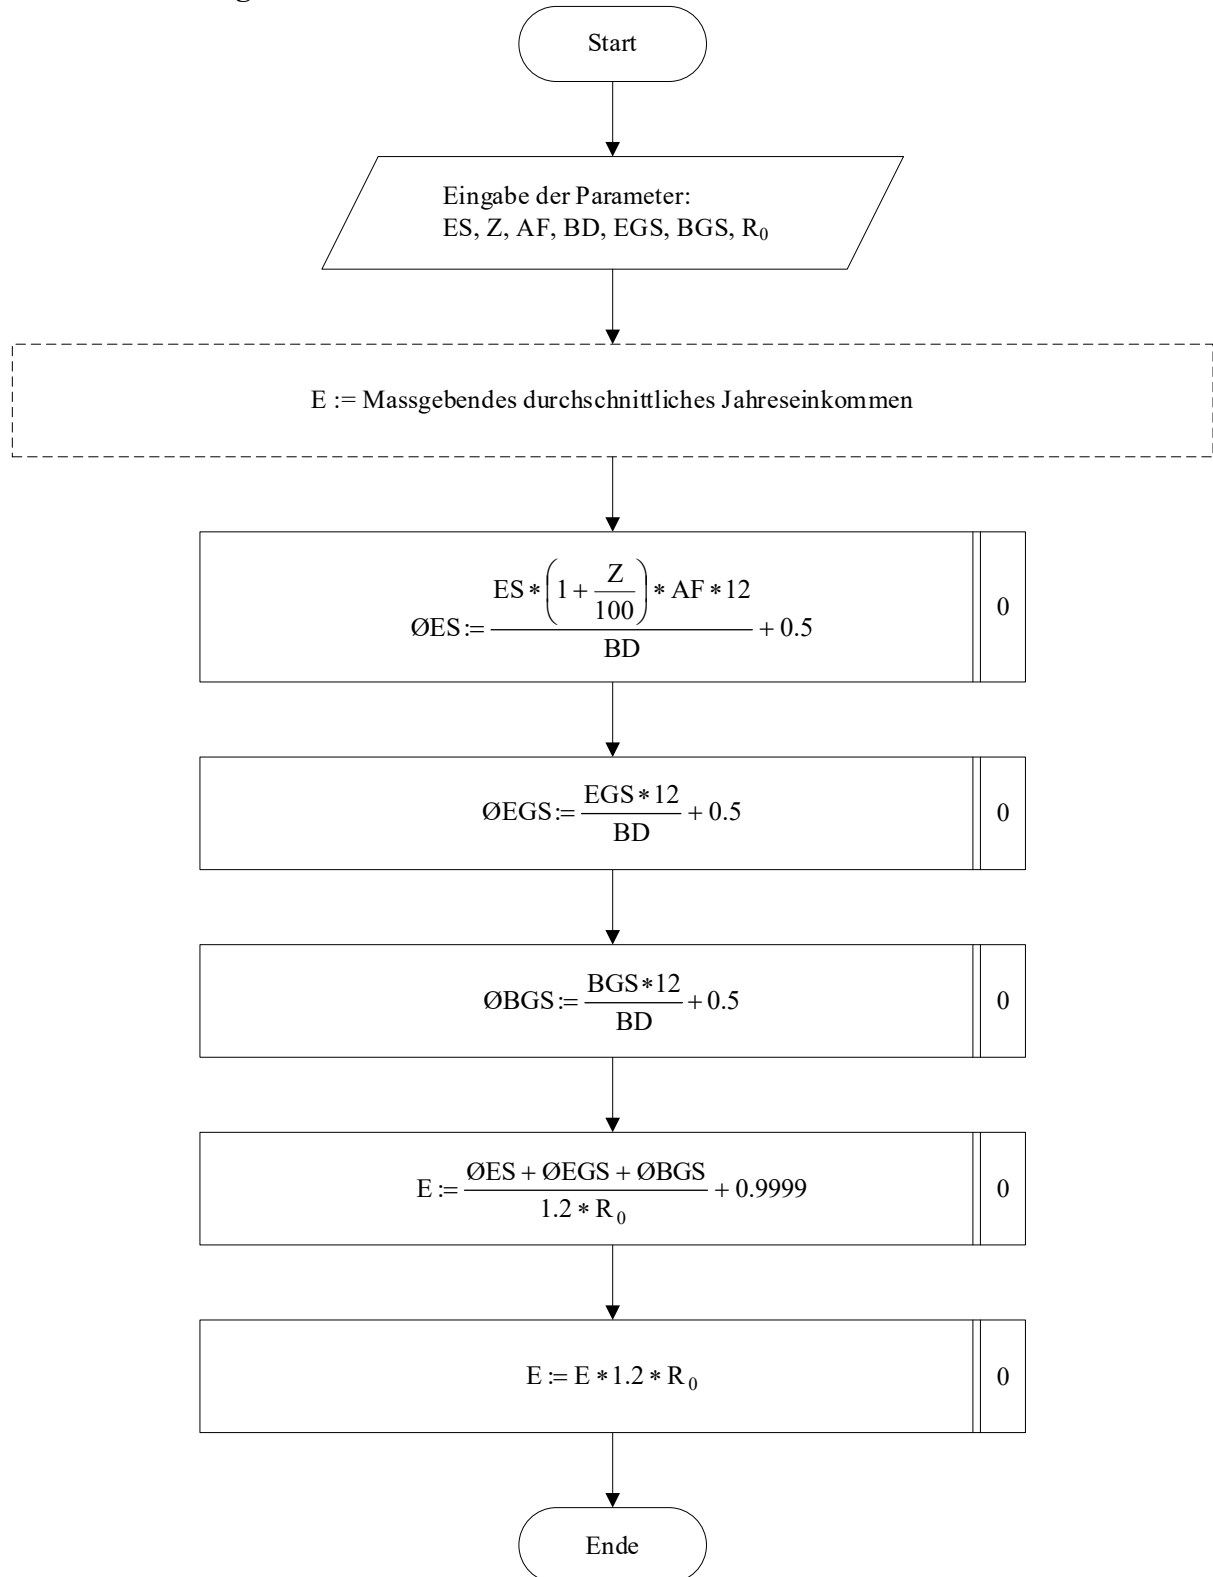 Start
Eingabe der Parameter:
ES, Z, AF, BD, EGS, BGS, R₀
E := Massgebendes durchschnittliches Jahreseinkommen
ØES := (ES * (1 + Z/100) * AF * 12) / BD + 0.5
0
ØEGS := (EGS * 12) / BD + 0.5
0
ØBGS := (BGS * 12) / BD + 0.5
0
E := (ØES + ØEGS + ØBGS) / (1.2 * R₀) + 0.9999
0
E := E * 1.2 * R₀
0
Ende